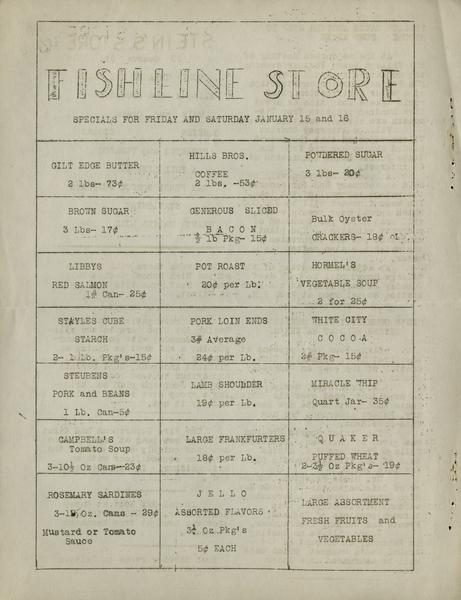 FISHLINE STORE
SPECIALS FOR FRIDAY AND SATURDAY JANUARY 15 and 16
GILT EDGE BUTTER
2 lbs- 73¢
HILLS BROS.
COFFEE
2 lbs. -53¢
POWDERED SUGAR
3 lbs- 20¢
BROWN SUGAR
3 Lbs- 17¢
GENEROUS SLICED
BACON
½ lb Pkg- 15¢
Bulk Oyster
CRACKERS- 18¢
LIBBYS
RED SALMON
1# Can- 25¢
POT ROAST
20¢ per Lb.
HORMEL'S
VEGETABLE SOUP
2 for 25¢
STAYLES CUBE
STARCH
2- 1 Lb. Pkg's-15¢
PORK LOIN ENDS
3# Average
24¢ per Lb.
WHITE CITY
COCOA
2# Pkg- 15¢
STEUBENS
PORK and BEANS
1 Lb. Can-5¢
LAMB SHOULDER
19¢ per Lb.
MIRACLE WHIP
Quart Jar- 35¢
CAMPBELL'S
Tomato Soup
3-10½ Oz Cans-23¢
LARGE FRANKFURTERS
18¢ per Lb.
QUAKER
PUFFED WHEAT
2-3½ Oz Pkg's- 19¢
ROSEMARY SARDINES
Oz. Cans - 29¢
Mustard or Tomato
Sauce
JELLO
ASSORTED FLAVORS
3¼ Oz Pkg's
5¢ EACH
LARGE ASSORTMENT
FRESH FRUITS and
VEGETABLES